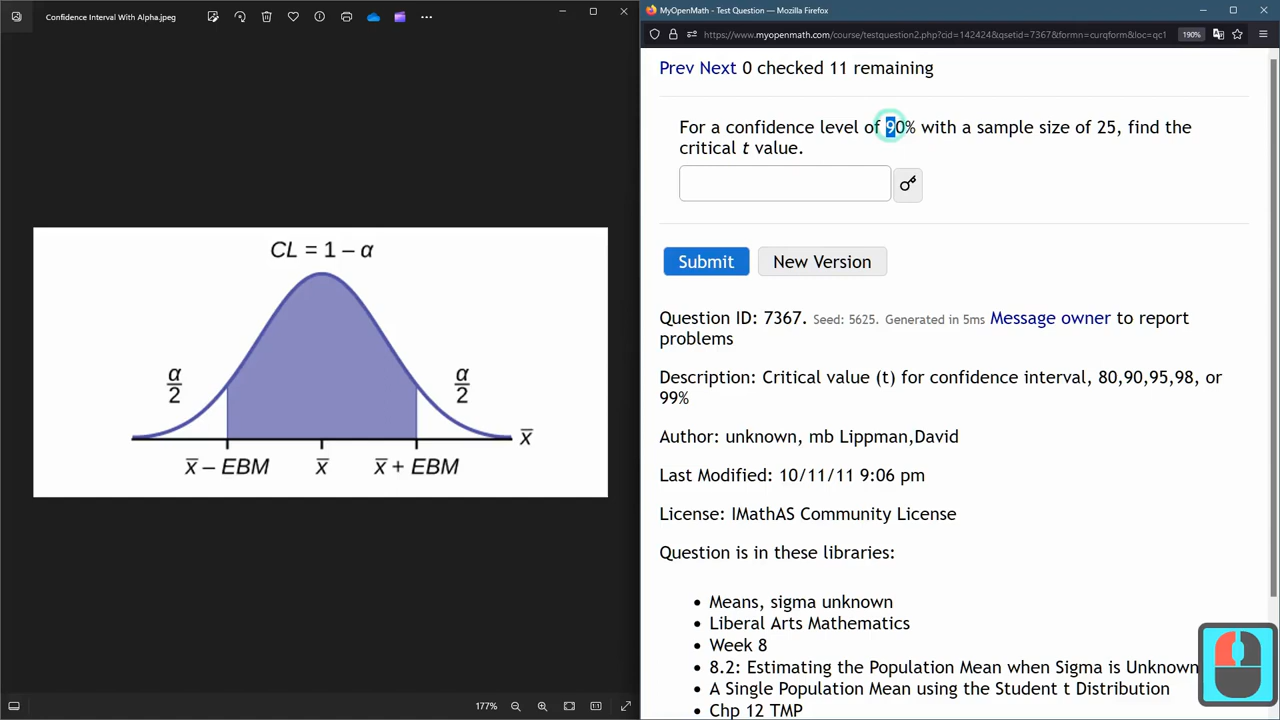 Confidence Interval With Alpha.jpeg
CL = 1 – α
α/2
α/2
x̄ – EBM
x̄
x̄ + EBM
x̄
177%
MyOpenMath - Test Question — Mozilla Firefox
https://www.myopenmath.com/course/testquestion2.php?cid=142424&qsetid=7367&formn=curqform&loc=qc1
190%
Prev Next 0 checked 11 remaining
For a confidence level of 90% with a sample size of 25, find the
critical t value.
Submit
New Version
Question ID: 7367. Seed: 5625. Generated in 5ms Message owner to report
problems
Description: Critical value (t) for confidence interval, 80,90,95,98, or
99%
Author: unknown, mb Lippman,David
Last Modified: 10/11/11 9:06 pm
License: IMathAS Community License
Question is in these libraries:
• Means, sigma unknown
• Liberal Arts Mathematics
• Week 8
• 8.2: Estimating the Population Mean when Sigma is Unknown
• A Single Population Mean using the Student t Distribution
• Chp 12 TMP